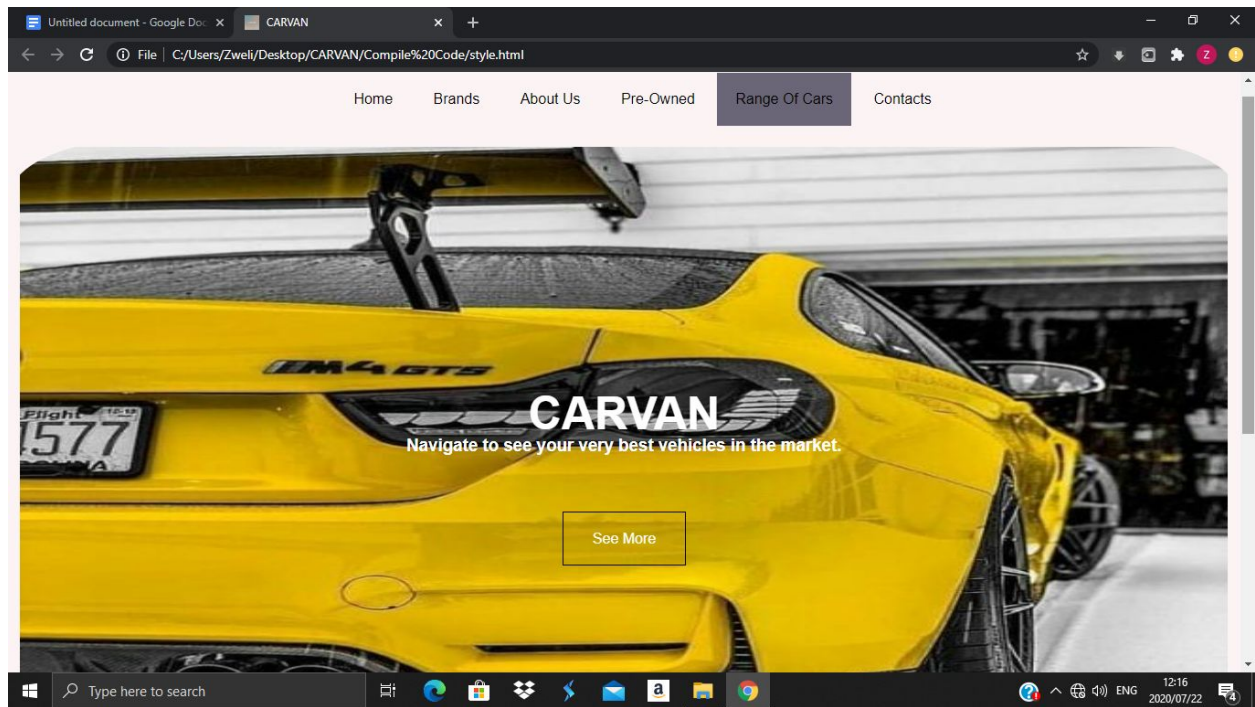 Untitled document - Google Doc
CARVAN
File | C:/Users/Zweli/Desktop/CARVAN/Compile%20Code/style.html
Z
Home Brands About Us Pre-Owned Range Of Cars Contacts
M4 GTS
577
CARVAN
Navigate to see your very best vehicles in the market.
See More
Type here to search
a
ENG
12:16
2020/07/22
4